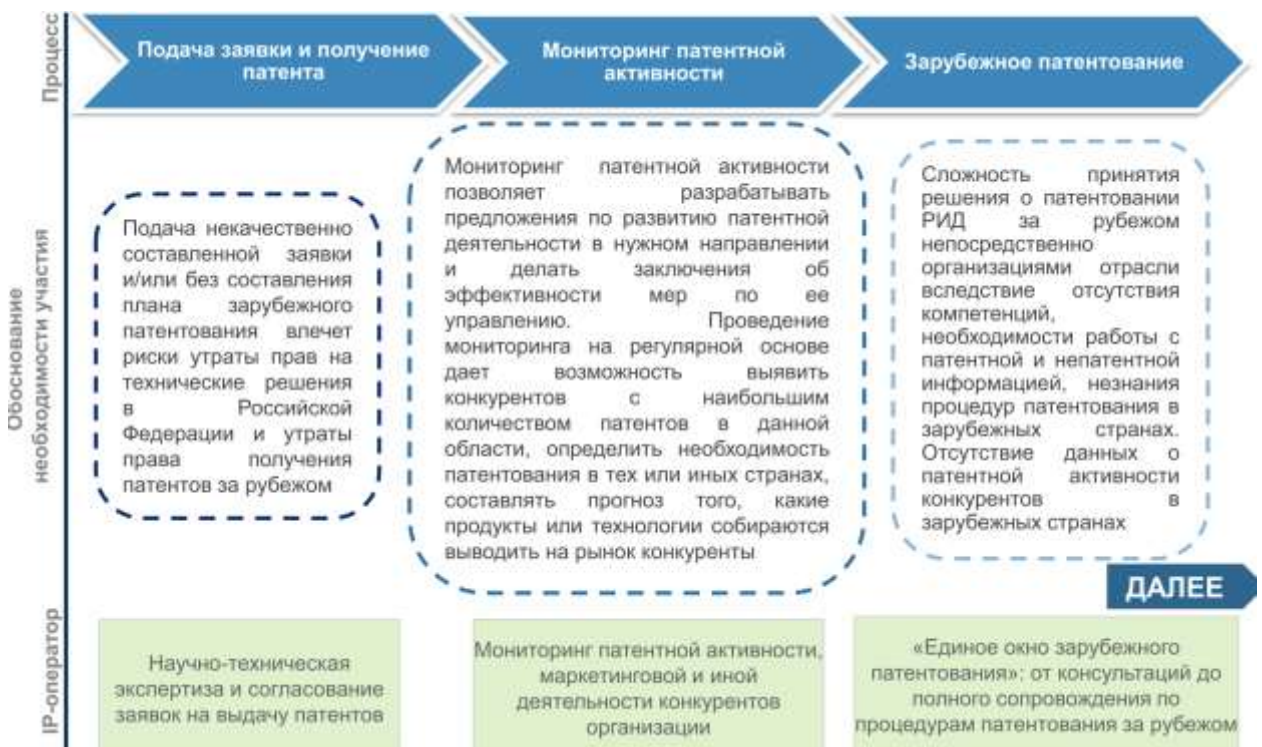 Процесс
Подача заявки и получение
патента
Мониторинг патентной
активности
Зарубежное патентование
Обоснование
необходимости участия
Подача некачественно
составленной заявки
и/или без составления
плана зарубежного
патентования влечет
риски утраты прав на
технические решения
в Российской
Федерации и утраты
права получения
патентов за рубежом
Мониторинг патентной активности
позволяет разрабатывать
предложения по развитию патентной
деятельности в нужном направлении
и делать заключения об
эффективности мер по ее
управлению. Проведение
мониторинга на регулярной основе
дает возможность выявить
конкурентов с наибольшим
количеством патентов в данной
области, определить необходимость
патентования в тех или иных странах,
составлять прогноз того, какие
продукты или технологии собираются
выводить на рынок конкуренты
Сложность принятия
решения о патентовании
РИД за рубежом
непосредственно
организациями отрасли
вследствие отсутствия
компетенций,
необходимости работы с
патентной и непатентной
информацией, незнания
процедур патентования в
зарубежных странах.
Отсутствие данных о
патентной активности
конкурентов в
зарубежных странах
ДАЛЕЕ
IP-оператор
Научно-техническая
экспертиза и согласование
заявок на выдачу патентов
Мониторинг патентной активности,
маркетинговой и иной
деятельности конкурентов
организации
«Единое окно зарубежного
патентования»: от консультаций до
полного сопровождения по
процедурам патентования за рубежом